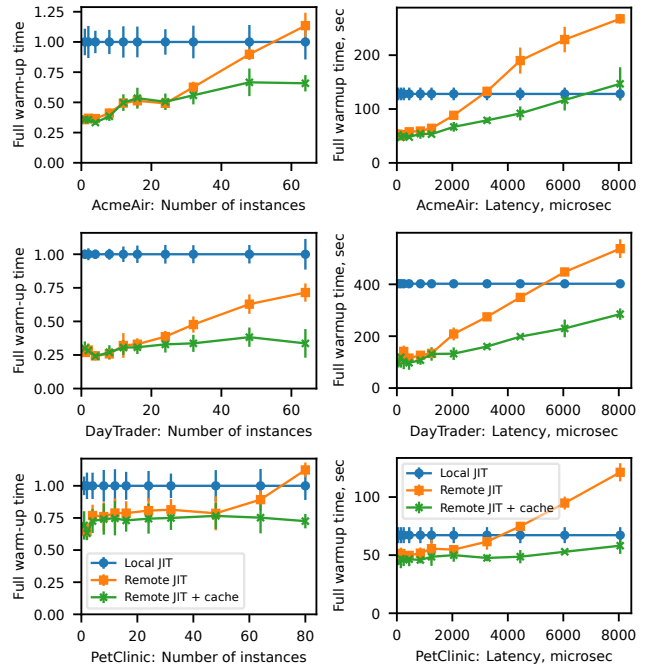 Full warm-up time
1.25
1.00
0.75
0.50
0.25
0.00
0 20 40 60
AcmeAir: Number of instances
Full warmup time, sec
200
100
0
0 2000 4000 6000 8000
AcmeAir: Latency, microsec
Full warm-up time
1.00
0.75
0.50
0.25
0.00
0 20 40 60
DayTrader: Number of instances
Full warmup time, sec
400
200
0
0 2000 4000 6000 8000
DayTrader: Latency, microsec
Full warm-up time
1.00
0.75
0.50
0.25
0.00
Local JIT
Remote JIT
Remote JIT + cache
0 20 40 60 80
PetClinic: Number of instances
Full warmup time, sec
100
50
0
Local JIT
Remote JIT
Remote JIT + cache
0 2000 4000 6000 8000
PetClinic: Latency, microsec